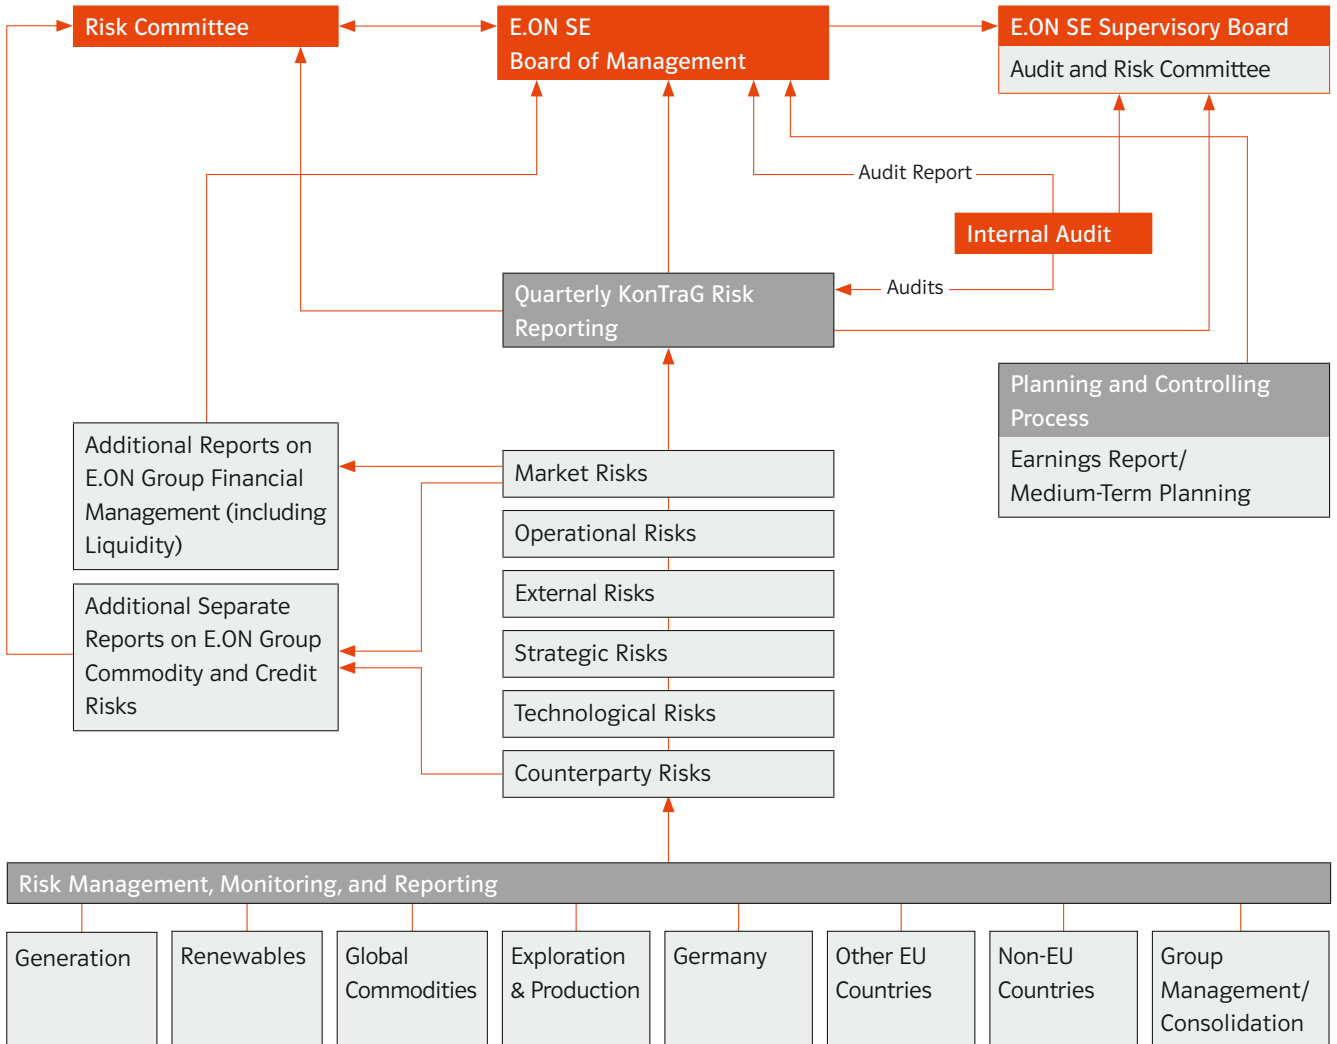 Risk Committee
E.ON SE
Board of Management
E.ON SE Supervisory Board
Audit and Risk Committee
Audit Report
Internal Audit
Audits
Quarterly KonTraG Risk
Reporting
Planning and Controlling
Process
Earnings Report/
Medium-Term Planning
Additional Reports on
E.ON Group Financial
Management (including
Liquidity)
Additional Separate
Reports on E.ON Group
Commodity and Credit
Risks
Market Risks
Operational Risks
External Risks
Strategic Risks
Technological Risks
Counterparty Risks
Risk Management, Monitoring, and Reporting
Generation
Renewables
Global
Commodities
Exploration
& Production
Germany
Other EU
Countries
Non-EU
Countries
Group
Management/
Consolidation